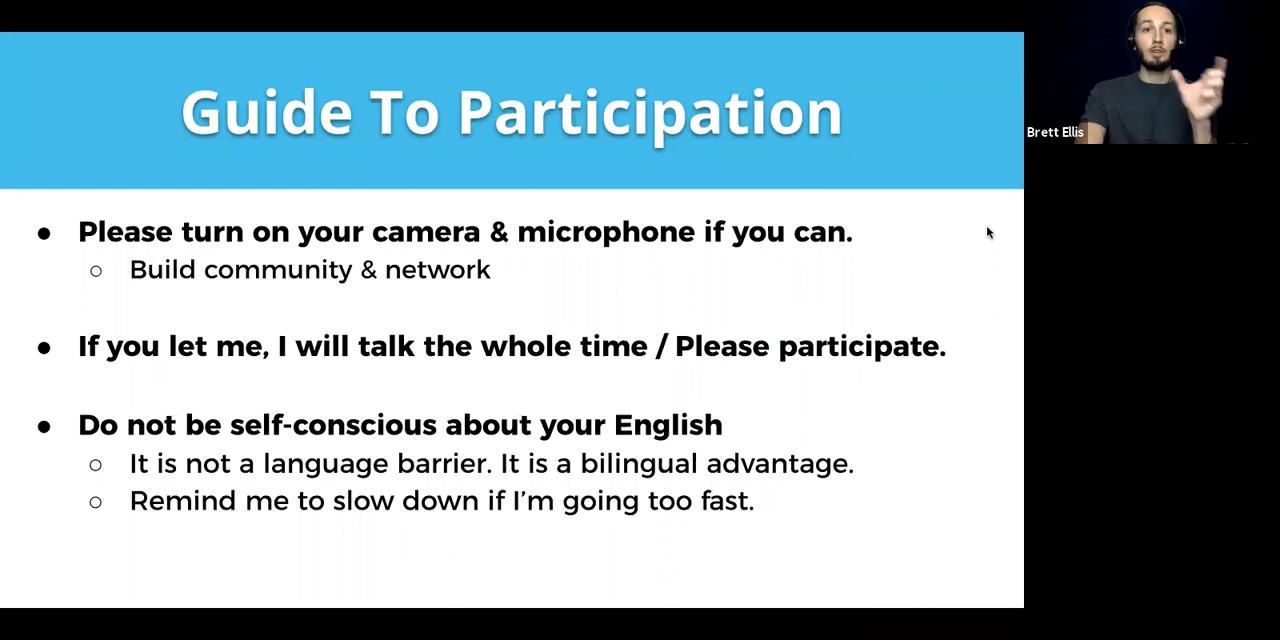 Guide To Participation
Brett Ellis
● Please turn on your camera & microphone if you can.
○ Build community & network
● If you let me, I will talk the whole time / Please participate.
● Do not be self-conscious about your English
○ It is not a language barrier. It is a bilingual advantage.
○ Remind me to slow down if I’m going too fast.